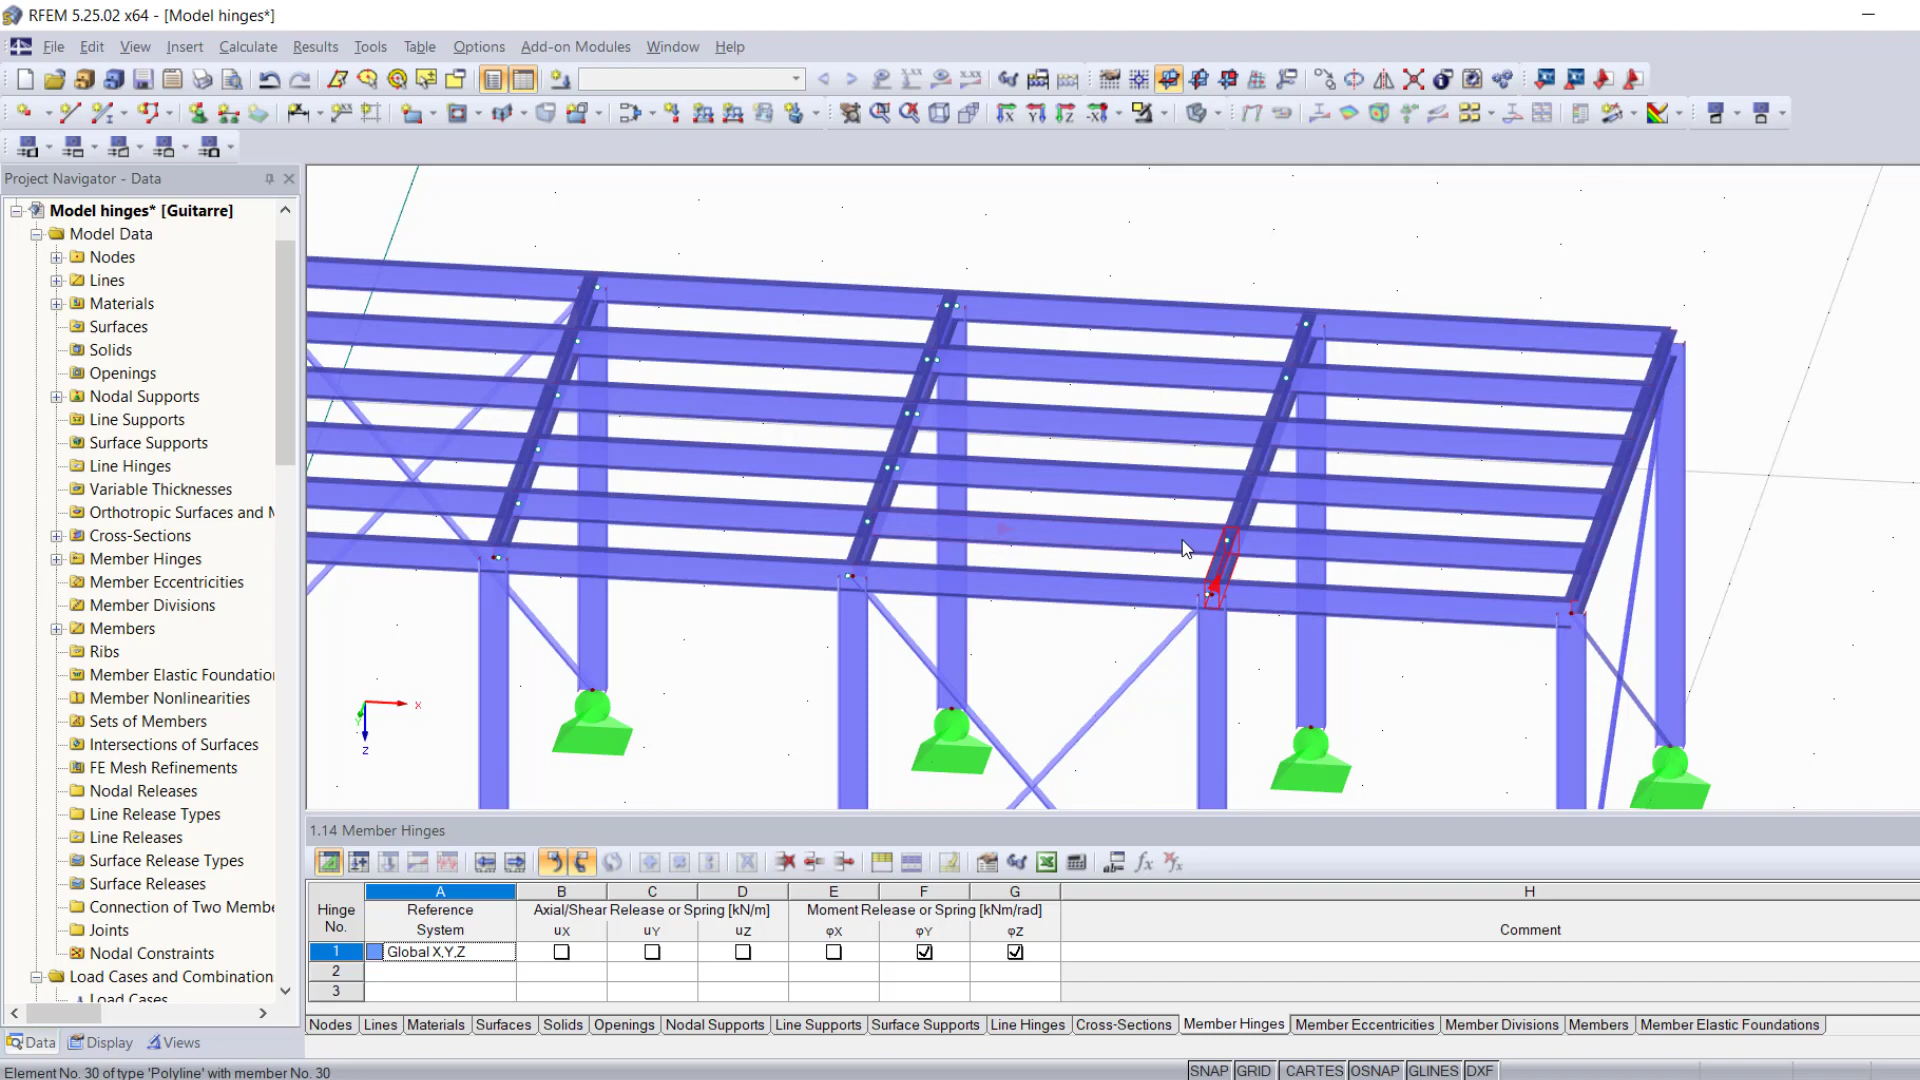 RFEM 5.25.02 x64 - [Model hinges*]
File Edit View Insert Calculate Results Tools Table Options Add-on Modules Window Help
Project Navigator - Data
Model hinges* [Guitarre]
Model Data
Nodes
Lines
Materials
Surfaces
Solids
Openings
Nodal Supports
Line Supports
Surface Supports
Line Hinges
Variable Thicknesses
Orthotropic Surfaces and M
Cross-Sections
Member Hinges
Member Eccentricities
Member Divisions
Members
Ribs
Member Elastic Foundatio
Member Nonlinearities
Sets of Members
Intersections of Surfaces
FE Mesh Refinements
Nodal Releases
Line Release Types
Line Releases
Surface Release Types
Surface Releases
Connection of Two Membe
Joints
Nodal Constraints
Load Cases and Combination
Load Cases
Data Display Views
X
Y
Z
1.14 Member Hinges
A B C D E F G H
Hinge Reference Axial/Shear Release or Spring [kN/m] Moment Release or Spring [kNm/rad]
No. System uX uY uZ φX φY φZ Comment
1 Global X,Y,Z
2
3
Nodes Lines Materials Surfaces Solids Openings Nodal Supports Line Supports Surface Supports Line Hinges Cross-Sections Member Hinges Member Eccentricities Member Divisions Members Member Elastic Foundations
Element No. 30 of type 'Polyline' with member No. 30
SNAP GRID CARTES OSNAP GLINES DXF